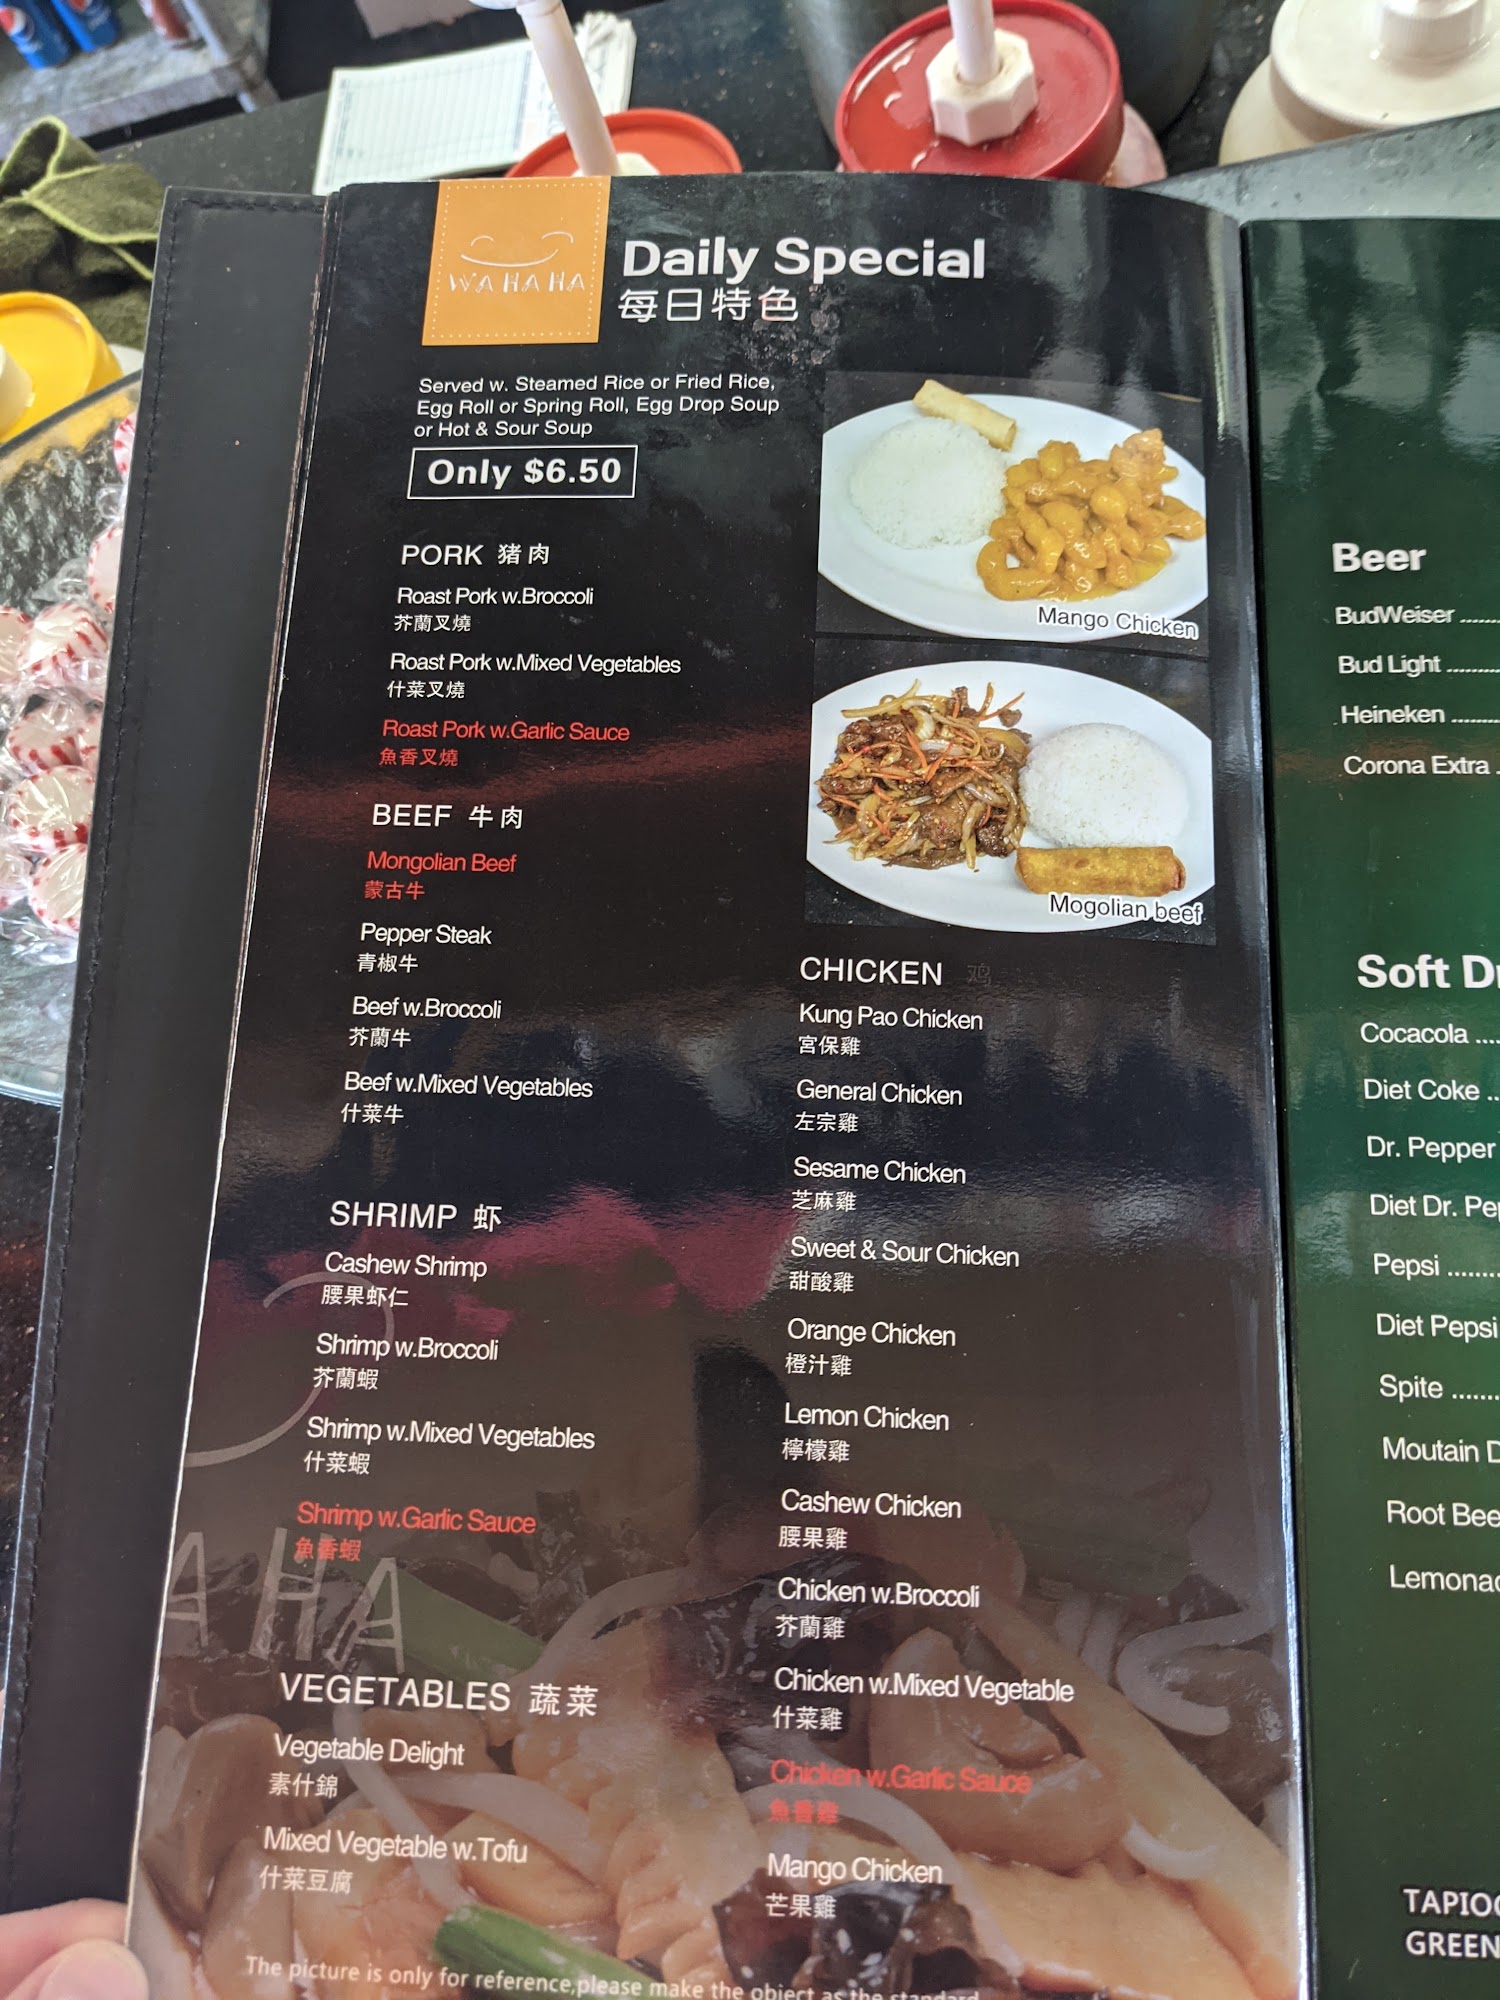 WA HA HA
Daily Special
每日特色
Served w. Steamed Rice or Fried Rice,
Egg Roll or Spring Roll, Egg Drop Soup
or Hot & Sour Soup
Only $6.50
PORK 猪肉
Roast Pork w.Broccoli
芥蘭叉燒
Roast Pork w.Mixed Vegetables
什菜叉燒
Roast Pork w.Garlic Sauce
魚香叉燒
BEEF 牛肉
Mongolian Beef
蒙古牛
Pepper Steak
青椒牛
Beef w.Broccoli
芥蘭牛
Beef w.Mixed Vegetables
什菜牛
SHRIMP 虾
Cashew Shrimp
腰果虾仁
Shrimp w.Broccoli
芥蘭蝦
Shrimp w.Mixed Vegetables
什菜蝦
Shrimp w.Garlic Sauce
魚香蝦
VEGETABLES 蔬菜
Vegetable Delight
素什錦
Mixed Vegetable w.Tofu
什菜豆腐
Mango Chicken
Mogolian beef
CHICKEN 鸡
Kung Pao Chicken
宮保雞
General Chicken
左宗雞
Sesame Chicken
芝麻雞
Sweet & Sour Chicken
甜酸雞
Orange Chicken
橙汁雞
Lemon Chicken
檸檬雞
Cashew Chicken
腰果雞
Chicken w.Broccoli
芥蘭雞
Chicken w.Mixed Vegetable
什菜雞
Chicken w.Garlic Sauce
魚香雞
Mango Chicken
芒果雞
A HA
The picture is only for reference,please make the object as the standard
Beer
BudWeiser ........
Bud Light .........
Heineken .........
Corona Extra .
Soft D
Cocacola ....
Diet Coke ..
Dr. Pepper
Diet Dr. Pe
Pepsi ........
Diet Pepsi
Spite .......
Moutain D
Root Bee
Lemonad
TAPIO
GREEN